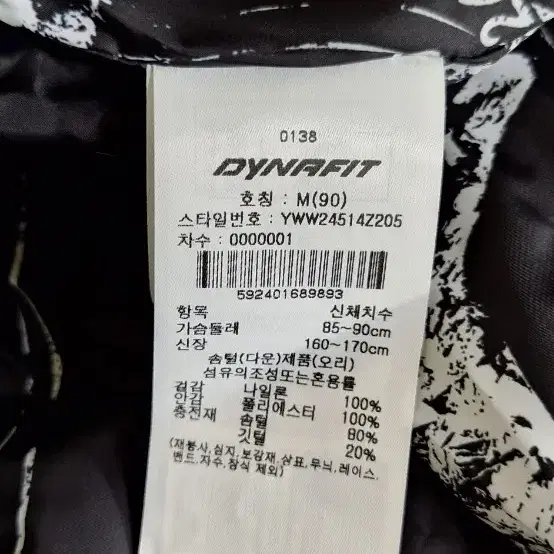 0138
DYNAFIT
호칭 : M(90)
스타일번호 : YWW24514Z205
차수 : 0000001
592401689893
항목 신체치수
가슴둘레 85~90cm
신장 160~170cm
솜털(다운)제품(오리)
섬유의조성또는혼용률
겉감 나일론 100%
안감 폴리에스터 100%
충전재 솜털 80%
깃털 20%
(재봉사,심지,보강재,상표,무늬,레이스,
밴드,자수,장식 제외)